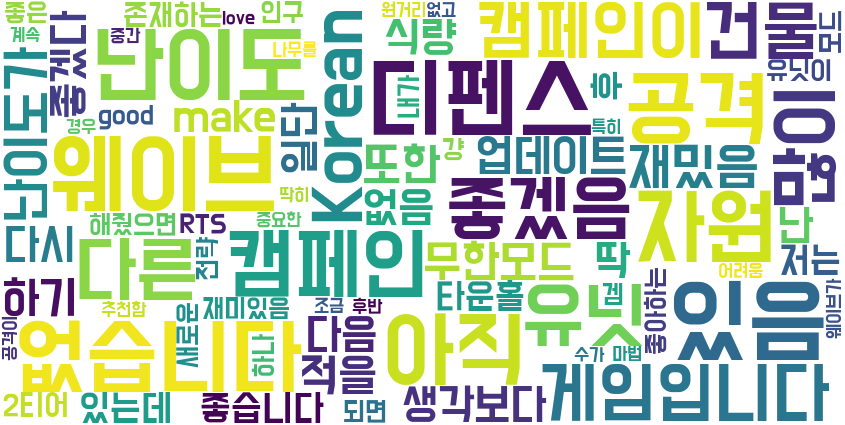 좋은
존재하는
love
인구
원거리
없고
캠페인이
건물
모드
계속
좋겠다
중간
나무를
식량
난이도
Korean
디펜스
내가
후
유닛이
난이도가
good
make
일단
공격
맘이온
경우
특히
웨이브
또한
걍
업데이트
재밌음
딱히
없음
좋겠음
자원
난
해줬으면
RTS
중요한
다시
다른
전략
캠페인
무한모드
딱
저는
어려움
하기
추천함
새로운
재미있음
조금
후반
타운홀
유닛
겜
좋아하는
있음
웨이브가
공격이
없습니다
하나
다음
적을
아직
수가
마법
게임입니다
2티어
있는데
좋습니다
되면
생각보다